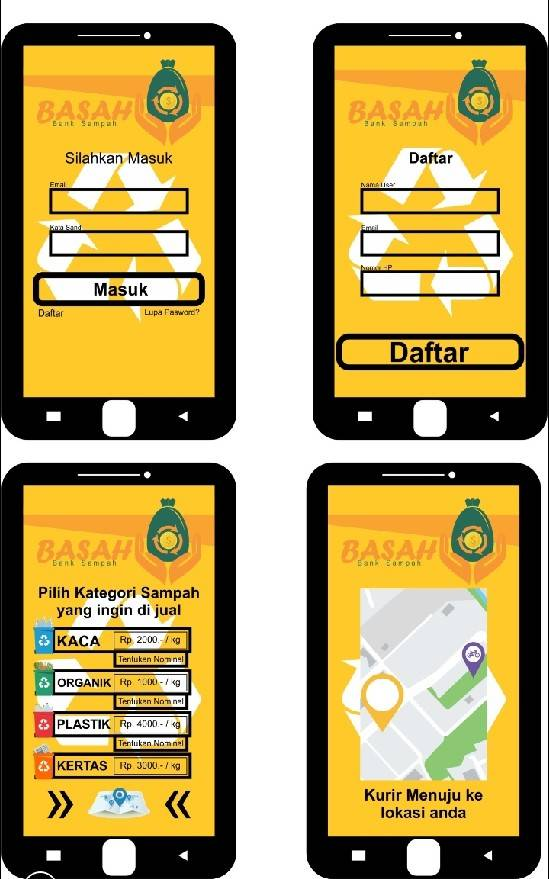 BASAH
Bank Sampah
Silahkan Masuk
Email
Kata Sandi
Masuk
Daftar
Lupa Pasword?
BASAH
Bank Sampah
Daftar
Nama User
Email
Nomor HP
Daftar
BASAH
Bank Sampah
Pilih Kategori Sampah
yang ingin di jual
KACA Rp. 2000,- / kg
Tentukan Nominal
ORGANIK Rp. 1000,- / kg
Tentukan Nominal
PLASTIK Rp. 4000,- / kg
Tentukan Nominal
KERTAS Rp. 3000,- / kg
BASAH
Bank Sampah
Kurir Menuju ke
lokasi anda